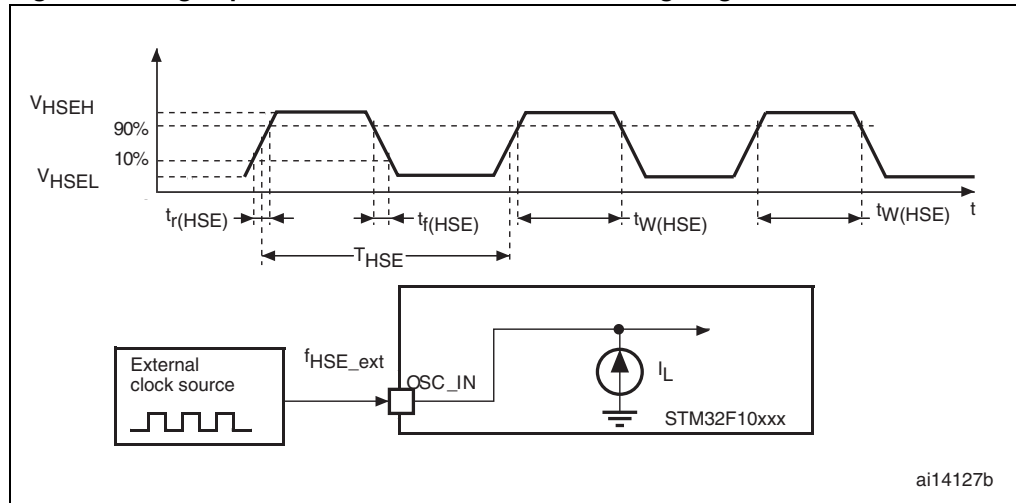 VHSEH
90%
10%
VHSEL
tr(HSE)
tf(HSE)
tW(HSE)
tW(HSE)
t
THSE
External
clock source
fHSE_ext
OSC_IN
IL
STM32F10xxx
ai14127b